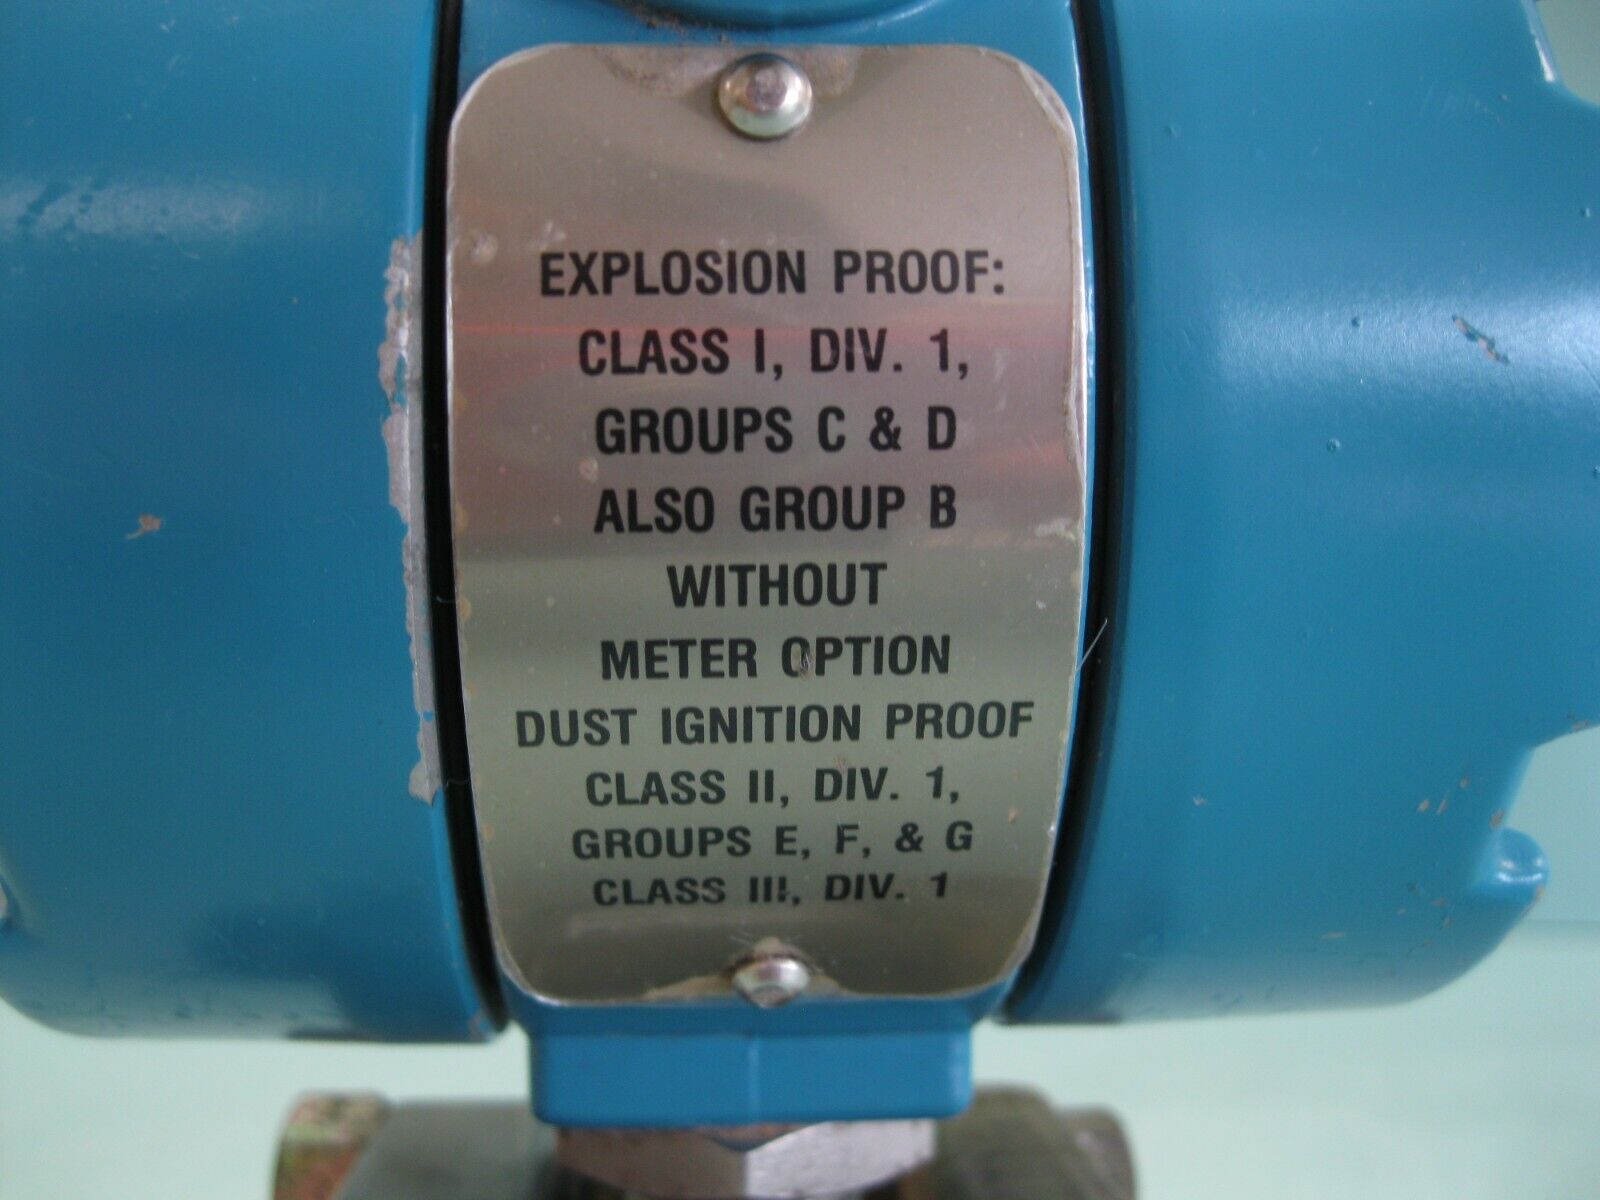 EXPLOSION PROOF:
CLASS I, DIV. 1,
GROUPS C & D
ALSO GROUP B
WITHOUT
METER OPTION
DUST IGNITION PROOF
CLASS II, DIV. 1,
GROUPS E, F, & G
CLASS III, DIV. 1